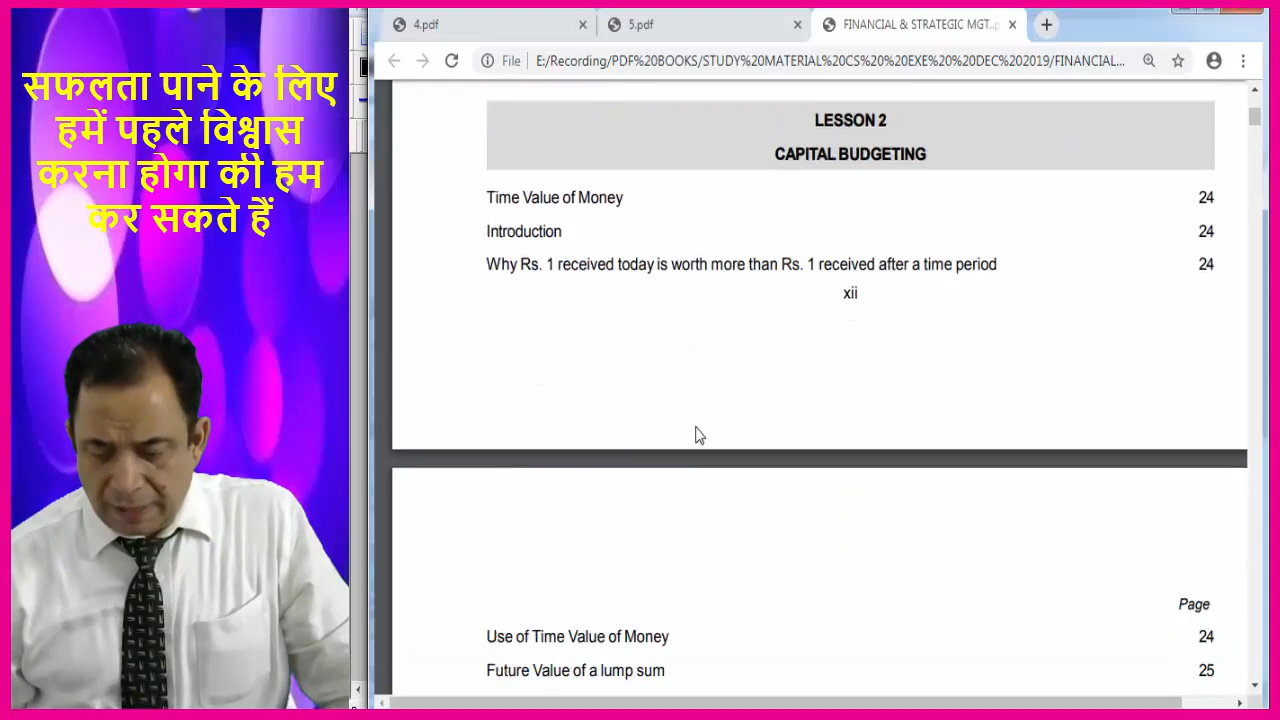 सफलता पाने के लिए
हमें पहले विश्वास
करना होगा की हम
कर सकते हैं
4.pdf
5.pdf
FINANCIAL & STRATEGIC MGT..p
File
E:/Recording/PDF%20BOOKS/STUDY%20MATERIAL%20CS%20%20EXE%20%20DEC%202019/FINANCIAL...
LESSON 2
CAPITAL BUDGETING
Time Value of Money 24
Introduction 24
Why Rs. 1 received today is worth more than Rs. 1 received after a time period 24
xii
Page
Use of Time Value of Money 24
Future Value of a lump sum 25